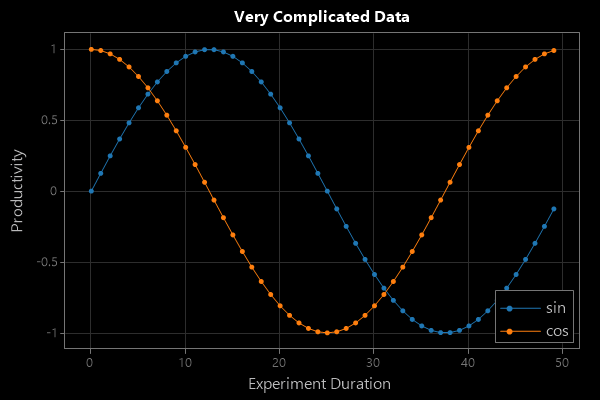 Very Complicated Data
Productivity
1
0.5
0
-0.5
-1
0
10
20
30
40
50
Experiment Duration
sin
cos